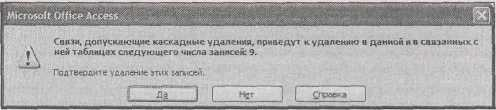 Microsoft Office Access
Связи, допускающие каскадные удаления, приведут к удалению в данной и в связанных с
ней таблицах следующего числа записей: 9.
Подтвердите удаление этих записей.
Да Нет Справка